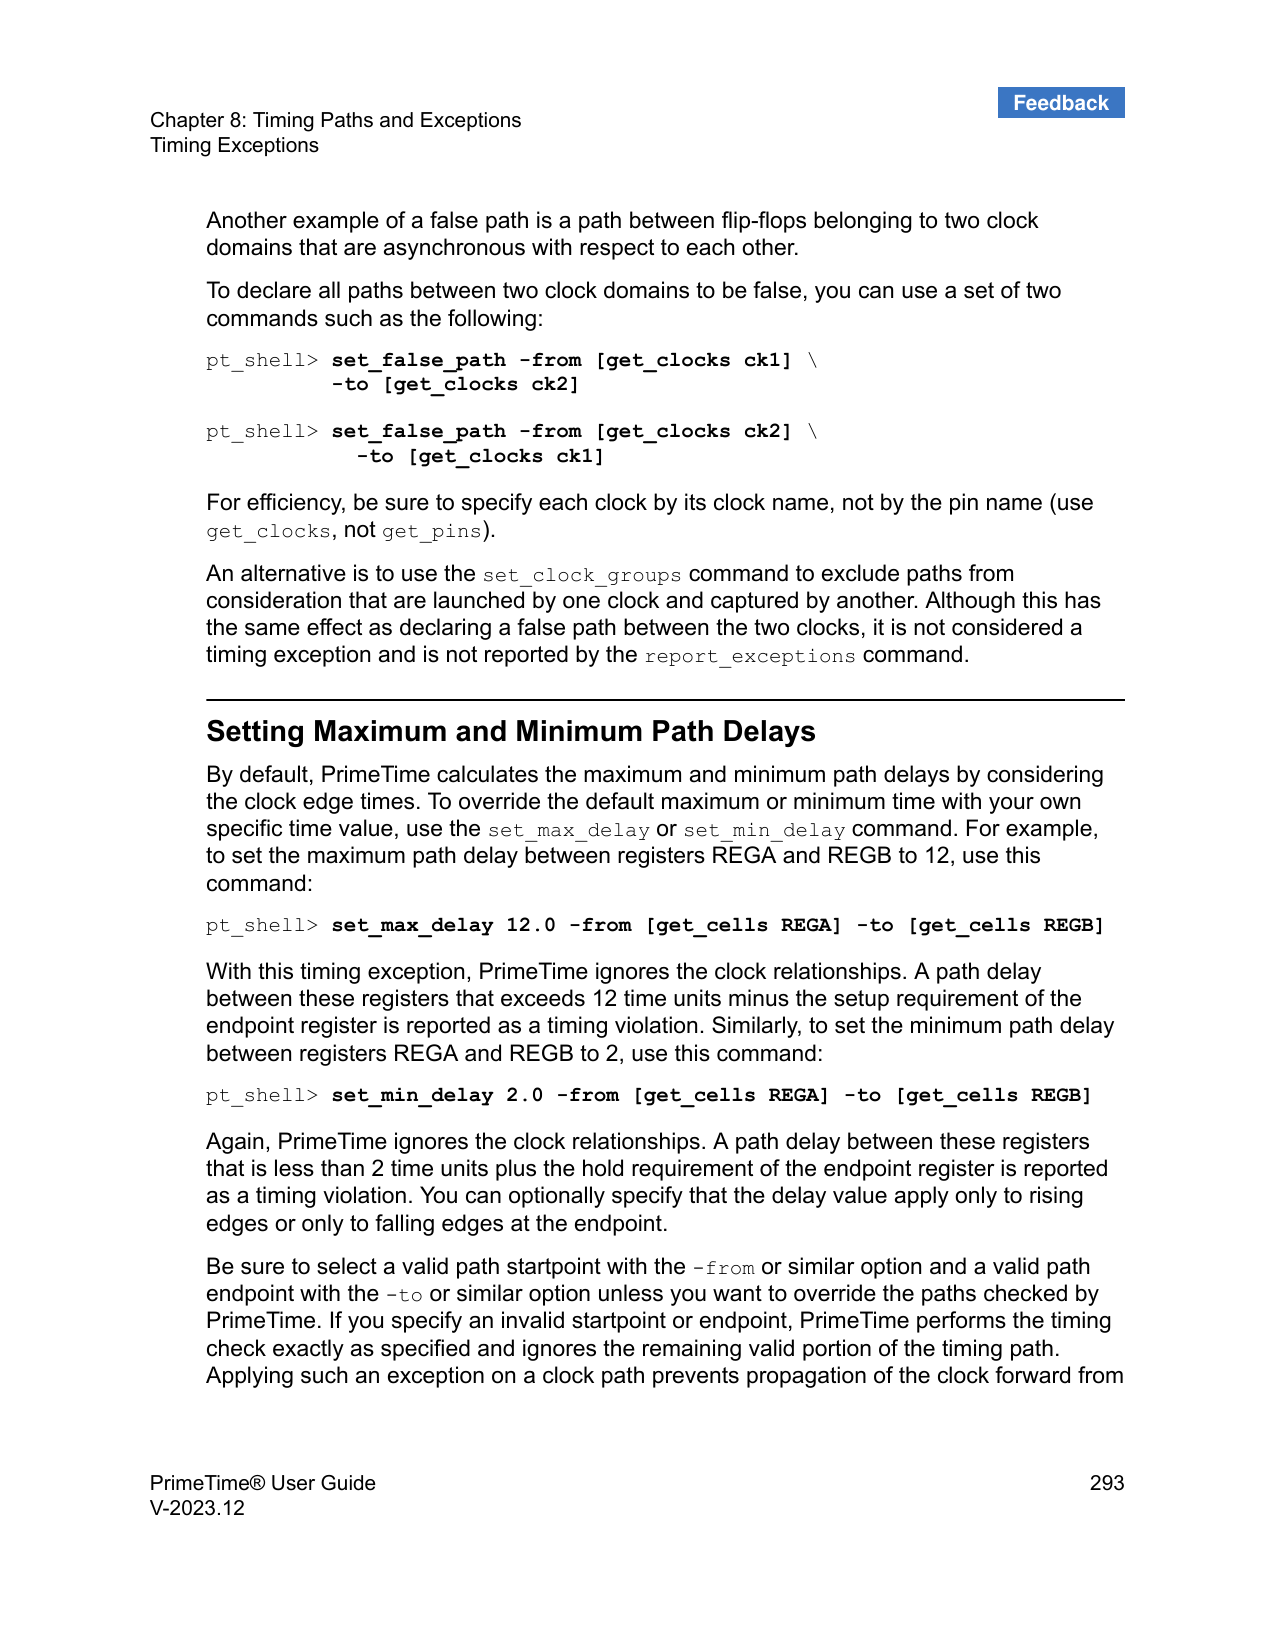 Feedback
Chapter 8: Timing Paths and Exceptions
Timing Exceptions
Another example of a false path is a path between flip-flops belonging to two clock
domains that are asynchronous with respect to each other.
To declare all paths between two clock domains to be false, you can use a set of two
commands such as the following:
pt_shell> set_false_path -from [get_clocks ck1] \
-to [get_clocks ck2]
pt_shell> set_false_path -from [get_clocks ck2] \
-to [get_clocks ck1]
For efficiency, be sure to specify each clock by its clock name, not by the pin name (use
get_clocks, not get_pins).
An alternative is to use the set_clock_groups command to exclude paths from
consideration that are launched by one clock and captured by another. Although this has
the same effect as declaring a false path between the two clocks, it is not considered a
timing exception and is not reported by the report_exceptions command.
Setting Maximum and Minimum Path Delays
By default, PrimeTime calculates the maximum and minimum path delays by considering
the clock edge times. To override the default maximum or minimum time with your own
specific time value, use the set_max_delay or set_min_delay command. For example,
to set the maximum path delay between registers REGA and REGB to 12, use this
command:
pt_shell> set_max_delay 12.0 -from [get_cells REGA] -to [get_cells REGB]
With this timing exception, PrimeTime ignores the clock relationships. A path delay
between these registers that exceeds 12 time units minus the setup requirement of the
endpoint register is reported as a timing violation. Similarly, to set the minimum path delay
between registers REGA and REGB to 2, use this command:
pt_shell> set_min_delay 2.0 -from [get_cells REGA] -to [get_cells REGB]
Again, PrimeTime ignores the clock relationships. A path delay between these registers
that is less than 2 time units plus the hold requirement of the endpoint register is reported
as a timing violation. You can optionally specify that the delay value apply only to rising
edges or only to falling edges at the endpoint.
Be sure to select a valid path startpoint with the -from or similar option and a valid path
endpoint with the -to or similar option unless you want to override the paths checked by
PrimeTime. If you specify an invalid startpoint or endpoint, PrimeTime performs the timing
check exactly as specified and ignores the remaining valid portion of the timing path.
Applying such an exception on a clock path prevents propagation of the clock forward from
PrimeTime® User Guide
V-2023.12
293